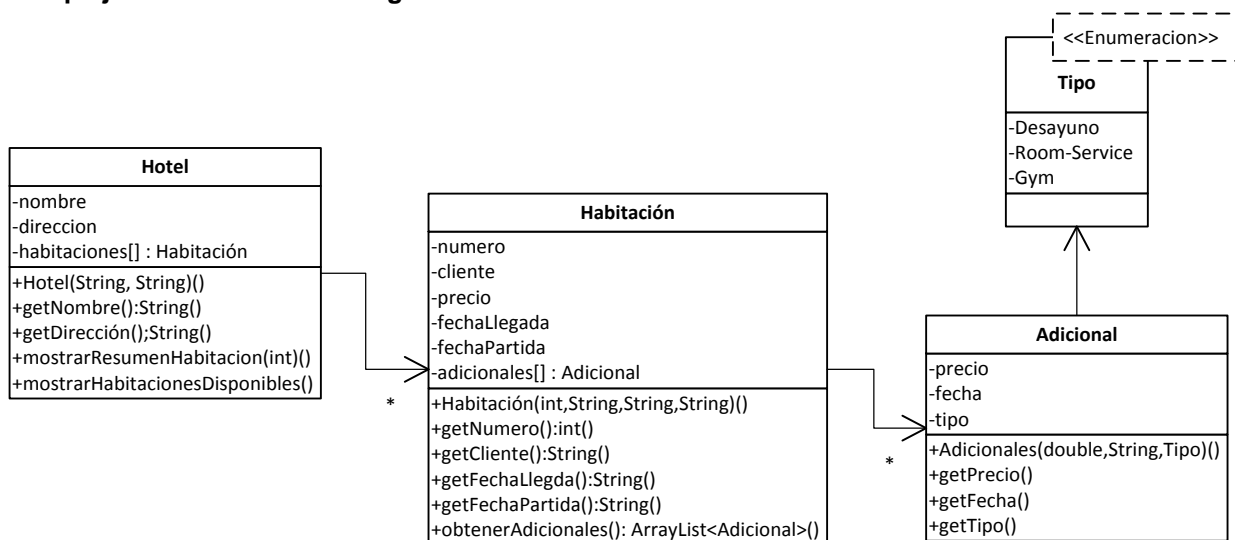 <<Enumeracion>>
Tipo
-Desayuno
-Room-Service
-Gym
Hotel
-nombre
-direccion
-habitaciones[] : Habitación
+Hotel(String, String)()
+getNombre():String()
+getDirección();String()
+mostrarResumenHabitacion(int)()
+mostrarHabitacionesDisponibles()
*
Habitación
-numero
-cliente
-precio
-fechaLlegada
-fechaPartida
-adicionales[] : Adicional
+Habitación(int,String,String,String)()
+getNumero():int()
+getCliente():String()
+getFechaLlegda():String()
+getFechaPartida():String()
+obtenerAdicionales(): ArrayList<Adicional>()
*
Adicional
-precio
-fecha
-tipo
+Adicionales(double,String,Tipo)()
+getPrecio()
+getFecha()
+getTipo()